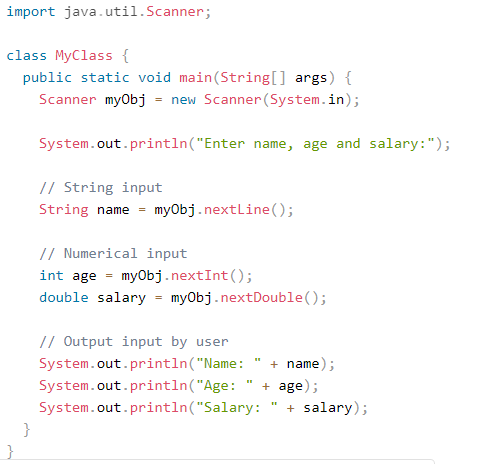 import java.util.Scanner;
class MyClass {
public static void main(String[] args) {
Scanner myObj = new Scanner(System.in);
System.out.println("Enter name, age and salary:");
// String input
String name = myObj.nextLine();
// Numerical input
int age = myObj.nextInt();
double salary = myObj.nextDouble();
// Output input by user
System.out.println("Name: " + name);
System.out.println("Age: " + age);
System.out.println("Salary: " + salary);
}
}